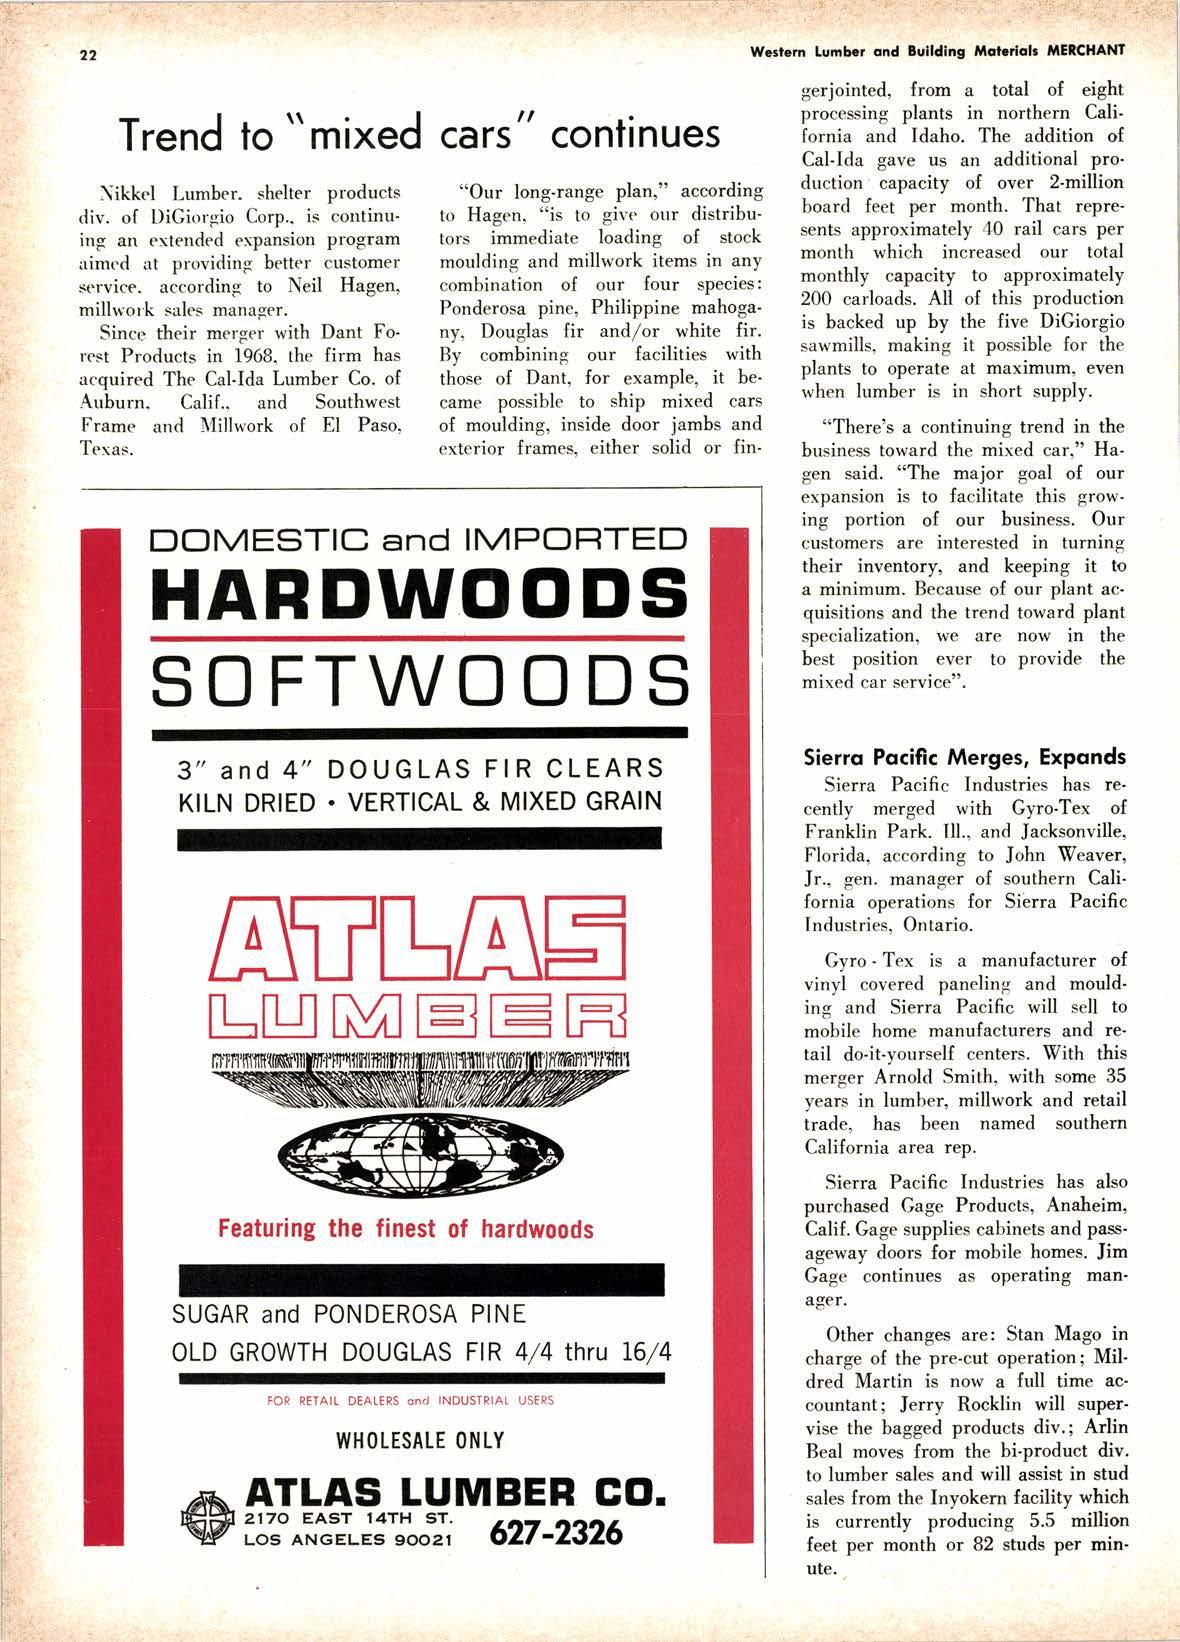 22
Western Lumber and Building Materials MERCHANT
Trend to "mixed cars" continues
Nikkel Lumber. shelter products
div. of DiGiorgio Corp., is continu-
ing an extended expansion program
aimed at providing better customer
service. according to Neil Hagen,
millwork sales manager.
Since their merger with Dant Fo-
rest Products in 1968, the firm has
acquired The Cal-Ida Lumber Co. of
Auburn. Calif., and Southwest
Frame and Millwork of El Paso,
Texas.
"Our long-range plan," according
to Hagen, "is to give our distribu-
tors immediate loading of stock
moulding and millwork items in any
combination of our four species:
Ponderosa pine, Philippine mahoga-
ny, Douglas fir and/or white fir.
By combining our facilities with
those of Dant, for example, it be-
came possible to ship mixed cars
of moulding, inside door jambs and
exterior frames, either solid or fin-
gerjointed, from a total of eight
processing plants in northern Cali-
fornia and Idaho. The addition of
Cal-Ida gave us an additional pro-
duction capacity of over 2-million
board feet per month. That repre-
sents approximately 40 rail cars per
month which increased our total
monthly capacity to approximately
200 carloads. All of this production
is backed up by the five DiGiorgio
sawmills, making it possible for the
plants to operate at maximum, even
when lumber is in short supply.
"There's a continuing trend in the
business toward the mixed car," Ha-
gen said. "The major goal of our
expansion is to facilitate this grow-
ing portion of our business. Our
customers are interested in turning
their inventory, and keeping it to
a minimum. Because of our plant ac-
quisitions and the trend toward plant
specialization, we are now in the
best position ever to provide the
mixed car service".
Sierra Pacific Merges, Expands
Sierra Pacific Industries has re-
cently merged with Gyro-Tex of
Franklin Park. Ill., and Jacksonville,
Florida, according to John Weaver,
Jr., gen. manager of southern Cali-
fornia operations for Sierra Pacific
Industries, Ontario.
Gyro - Tex is a manufacturer of
vinyl covered paneling and mould-
ing and Sierra Pacific will sell to
mobile home manufacturers and re-
tail do-it-yourself centers. With this
merger Arnold Smith, with some 35
years in lumber, millwork and retail
trade, has been named southern
California area rep.
Sierra Pacific Industries has also
purchased Gage Products, Anaheim,
Calif. Gage supplies cabinets and pass-
ageway doors for mobile homes. Jim
Gage continues as operating man-
ager.
Other changes are: Stan Mago in
charge of the pre-cut operation; Mil-
dred Martin is now a full time ac-
countant; Jerry Rocklin will super-
vise the bagged products div.; Arlin
Beal moves from the bi-product div.
to lumber sales and will assist in stud
sales from the Inyokern facility which
is currently producing 5.5 million
feet per month or 82 studs per min-
ute.
DOMESTIC and IMPORTED
HARDWOODS
SOFTWOODS
3" and 4" DOUGLAS FIR CLEARS
KILN DRIED • VERTICAL & MIXED GRAIN
ATLAS
LUMBER
Featuring the finest of hardwoods
SUGAR and PONDEROSA PINE
OLD GROWTH DOUGLAS FIR 4/4 thru 16/4
FOR RETAIL DEALERS and INDUSTRIAL USERS
WHOLESALE ONLY
ATLAS LUMBER CO.
2170 EAST 14TH ST.
LOS ANGELES 90021
627-2326